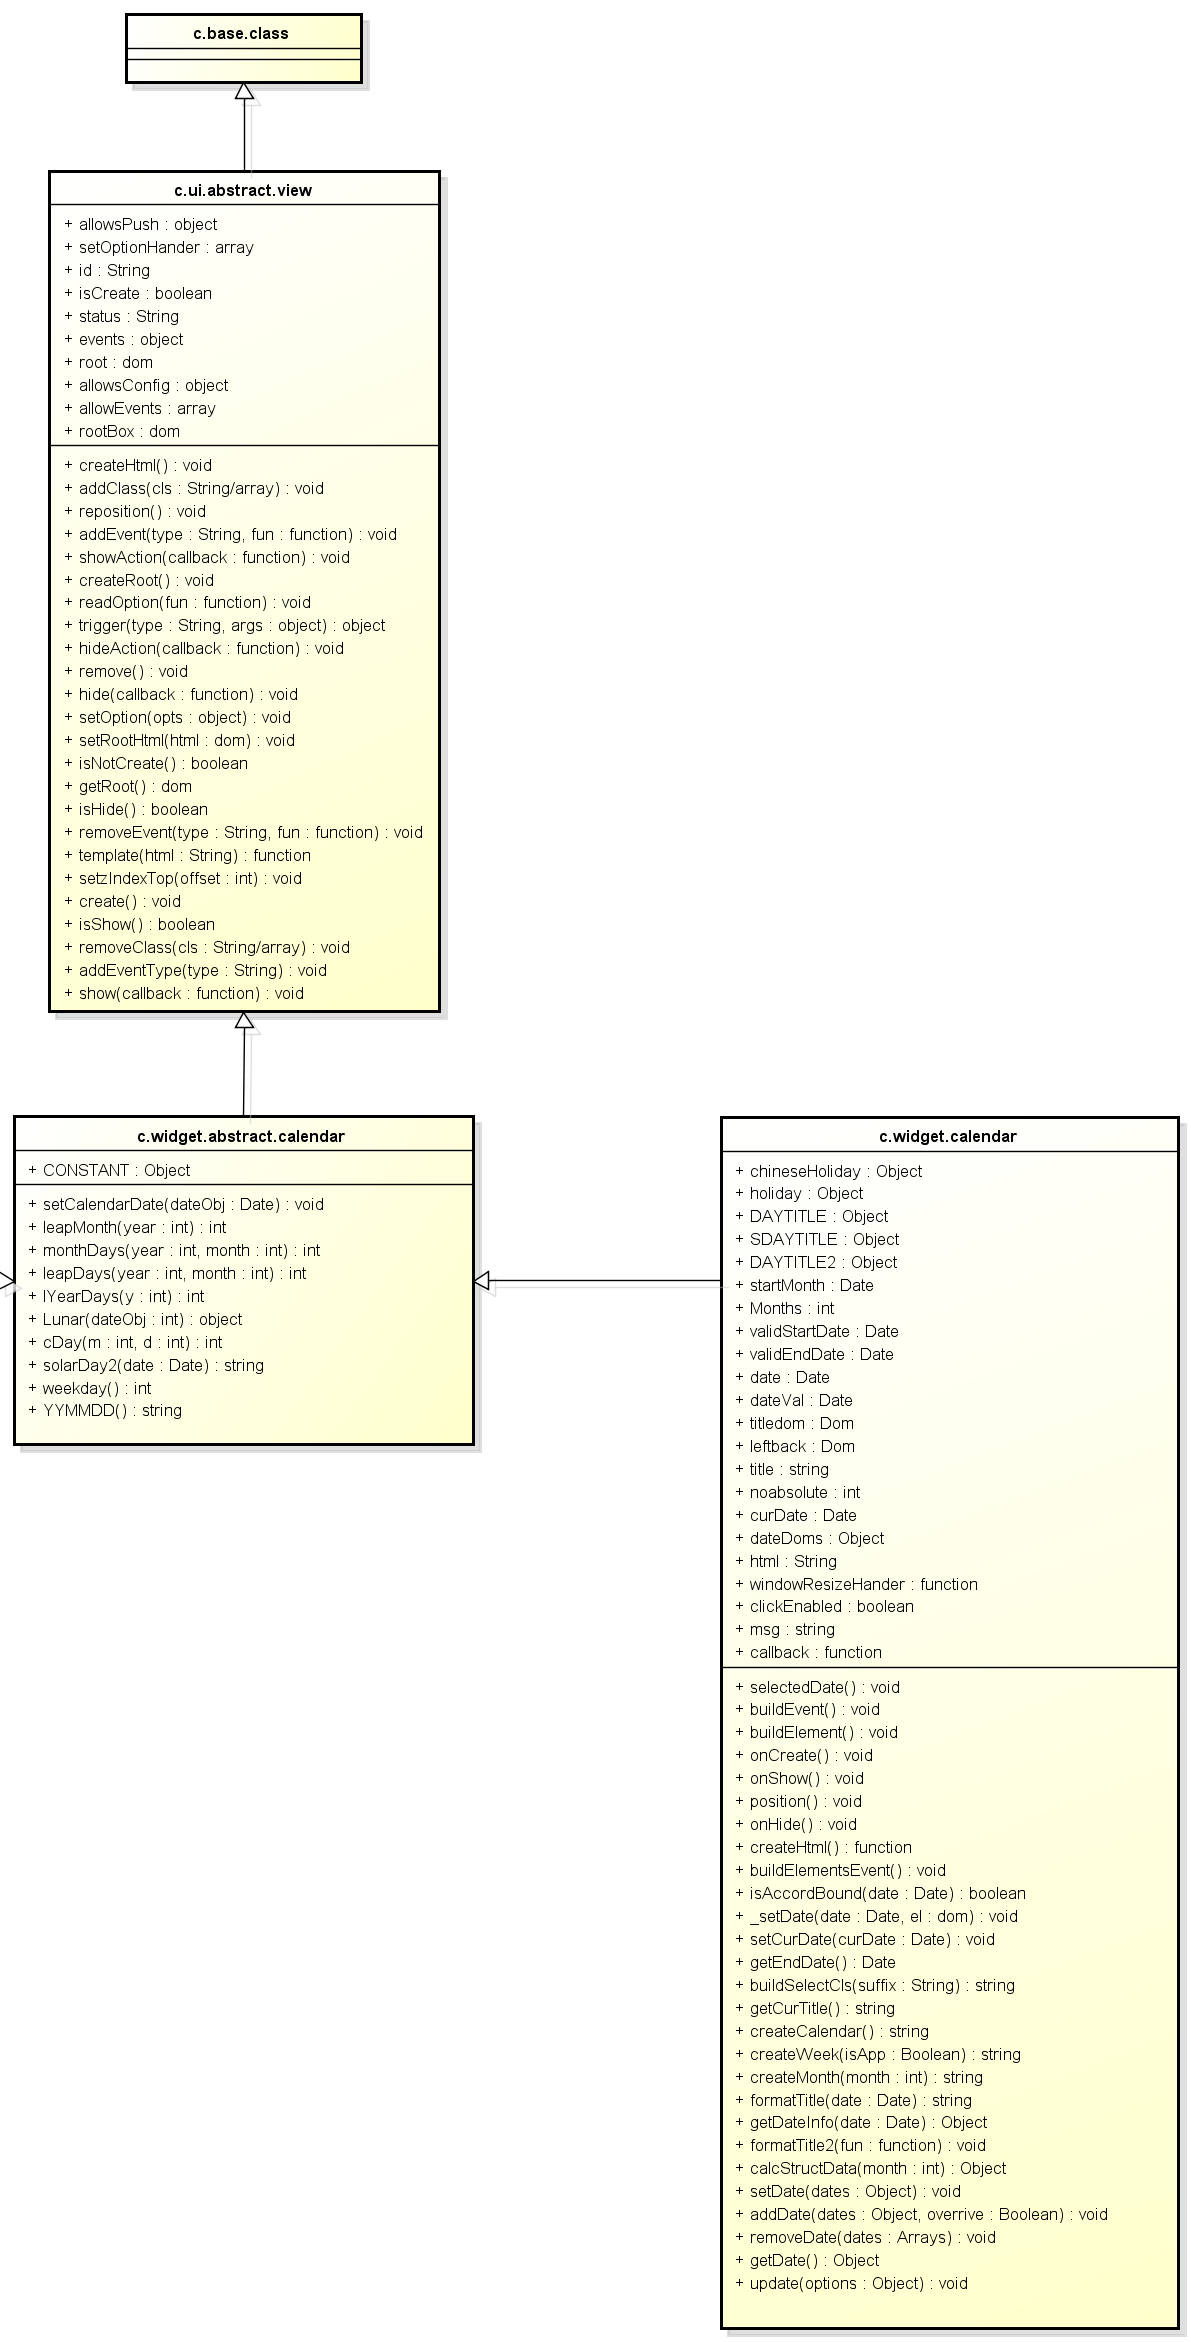 c.base.class
c.ui.abstract.view
+ allowsPush : object
+ setOptionHander : array
+ id : String
+ isCreate : boolean
+ status : String
+ events : object
+ root : dom
+ allowsConfig : object
+ allowEvents : array
+ rootBox : dom
+ createHtml() : void
+ addClass(cls : String/array) : void
+ reposition() : void
+ addEvent(type : String, fun : function) : void
+ showAction(callback : function) : void
+ createRoot() : void
+ readOption(fun : function) : void
+ trigger(type : String, args : object) : object
+ hideAction(callback : function) : void
+ remove() : void
+ hide(callback : function) : void
+ setOption(opts : object) : void
+ setRootHtml(html : dom) : void
+ isNotCreate() : boolean
+ getRoot() : dom
+ isHide() : boolean
+ removeEvent(type : String, fun : function) : void
+ template(html : String) : function
+ setzIndexTop(offset : int) : void
+ create() : void
+ isShow() : boolean
+ removeClass(cls : String/array) : void
+ addEventType(type : String) : void
+ show(callback : function) : void
c.widget.abstract.calendar
+ CONSTANT : Object
+ setCalendarDate(dateObj : Date) : void
+ leapMonth(year : int) : int
+ monthDays(year : int, month : int) : int
+ leapDays(year : int, month : int) : int
+ lYearDays(y : int) : int
+ Lunar(dateObj : int) : object
+ cDay(m : int, d : int) : int
+ solarDay2(date : Date) : string
+ weekday() : int
+ YYMMDD() : string
c.widget.calendar
+ chineseHoliday : Object
+ holiday : Object
+ DAYTITLE : Object
+ SDAYTITLE : Object
+ DAYTITLE2 : Object
+ startMonth : Date
+ Months : int
+ validStartDate : Date
+ validEndDate : Date
+ date : Date
+ dateVal : Date
+ titledom : Dom
+ leftback : Dom
+ title : string
+ noabsolute : int
+ curDate : Date
+ dateDoms : Object
+ html : String
+ windowResizeHander : function
+ clickEnabled : boolean
+ msg : string
+ callback : function
+ selectedDate() : void
+ buildEvent() : void
+ buildElement() : void
+ onCreate() : void
+ onShow() : void
+ position() : void
+ onHide() : void
+ createHtml() : function
+ buildElementsEvent() : void
+ isAccordBound(date : Date) : boolean
+ _setDate(date : Date, el : dom) : void
+ setCurDate(curDate : Date) : void
+ getEndDate() : Date
+ buildSelectCls(suffix : String) : string
+ getCurTitle() : string
+ createCalendar() : string
+ createWeek(isApp : Boolean) : string
+ createMonth(month : int) : string
+ formatTitle(date : Date) : string
+ getDateInfo(date : Date) : Object
+ formatTitle2(fun : function) : void
+ calcStructData(month : int) : Object
+ setDate(dates : Object) : void
+ addDate(dates : Object, overrive : Boolean) : void
+ removeDate(dates : Arrays) : void
+ getDate() : Object
+ update(options : Object) : void